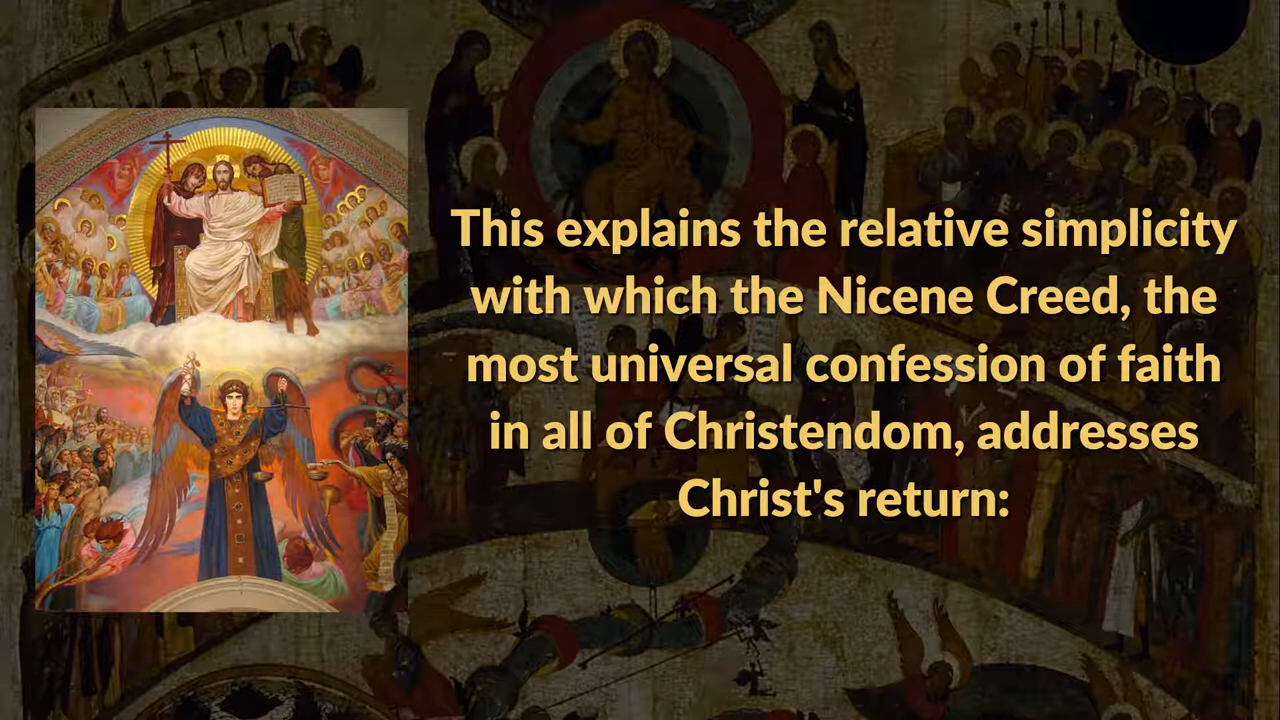 This explains the relative simplicity
with which the Nicene Creed, the
most universal confession of faith
in all of Christendom, addresses
Christ's return: